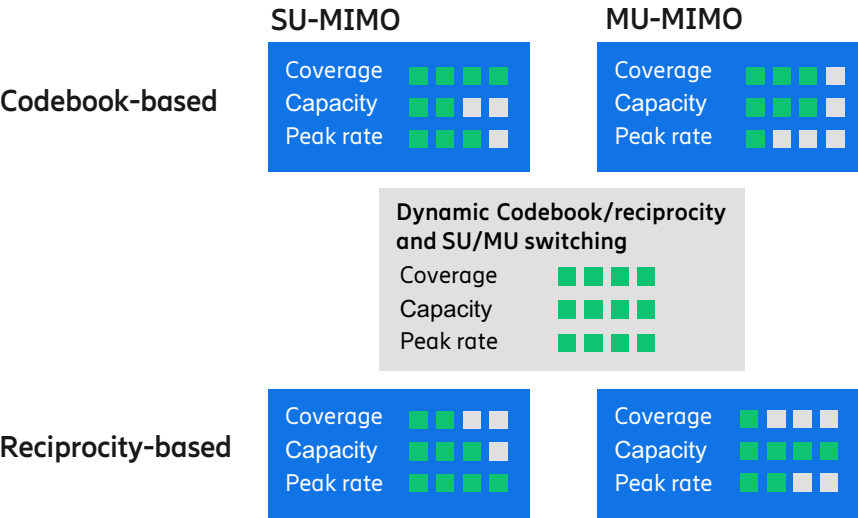 SU-MIMO
MU-MIMO
Codebook-based
Coverage
Capacity
Peak rate
Coverage
Capacity
Peak rate
Dynamic Codebook/reciprocity
and SU/MU switching
Coverage
Capacity
Peak rate
Reciprocity-based
Coverage
Capacity
Peak rate
Coverage
Capacity
Peak rate